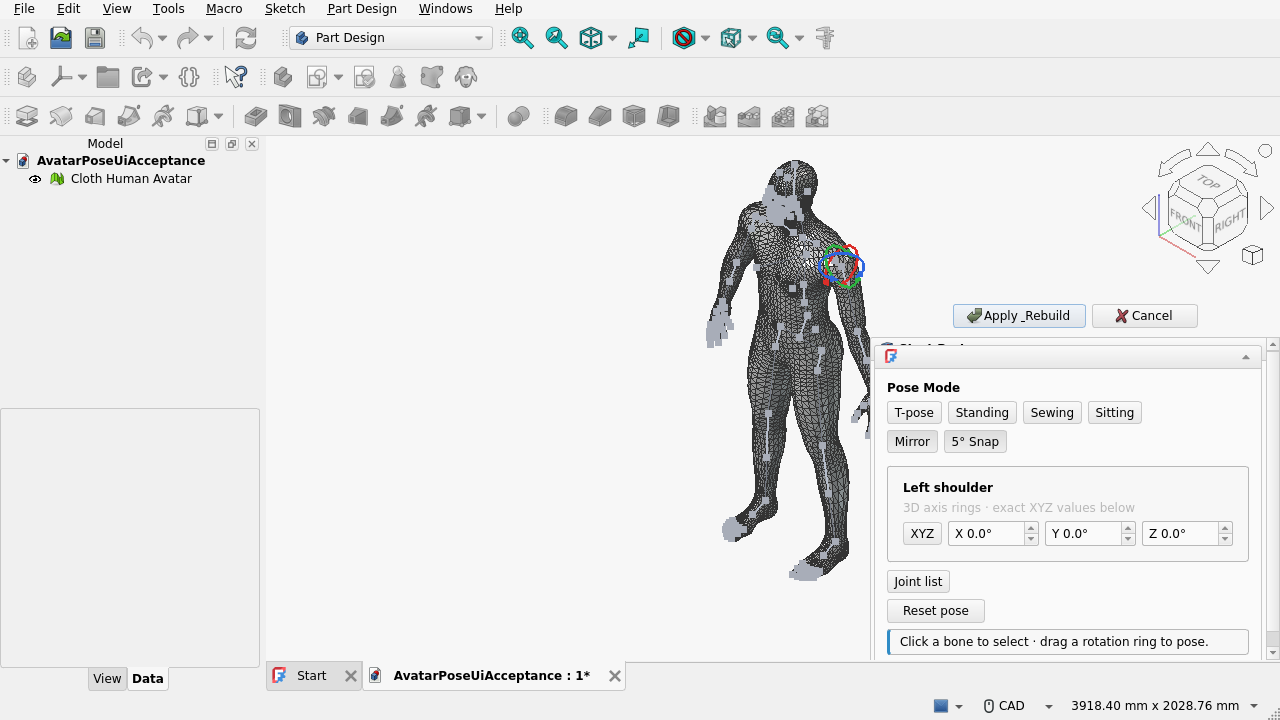 File Edit View Tools Macro Sketch Part Design Windows Help
Part Design
Model
AvatarPoseUiAcceptance
Cloth Human Avatar
TOP
FRONT
RIGHT
Apply _Rebuild
Cancel
Pose Mode
T-pose Standing Sewing Sitting
Mirror 5° Snap
Left shoulder
3D axis rings · exact XYZ values below
XYZ X 0.0° Y 0.0° Z 0.0°
Joint list
Reset pose
Click a bone to select · drag a rotation ring to pose.
View Data
Start
AvatarPoseUiAcceptance : 1*
CAD
3918.40 mm x 2028.76 mm